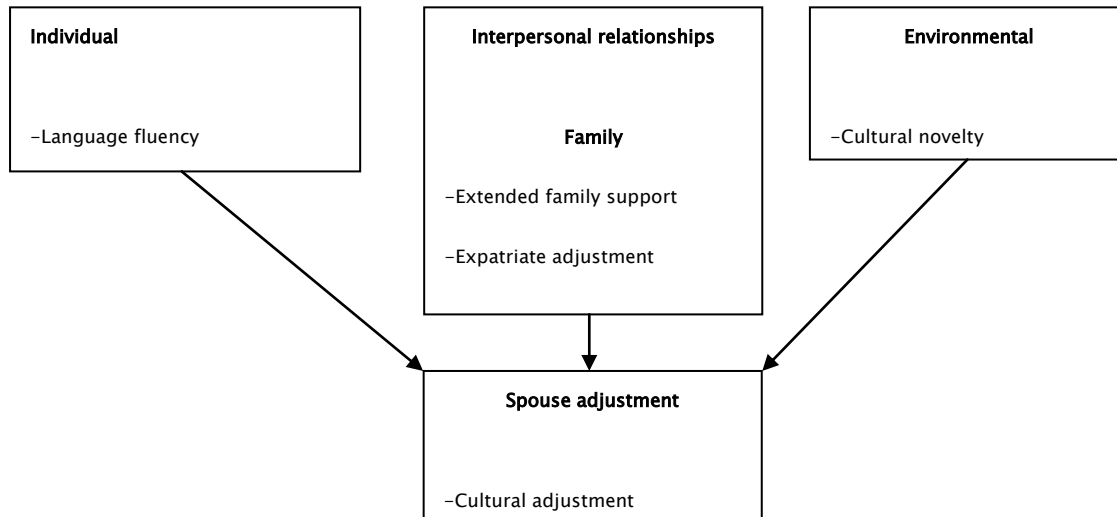 Individual
-Language fluency
Interpersonal relationships
Family
-Extended family support
-Expatriate adjustment
Environmental
-Cultural novelty
Spouse adjustment
-Cultural adjustment